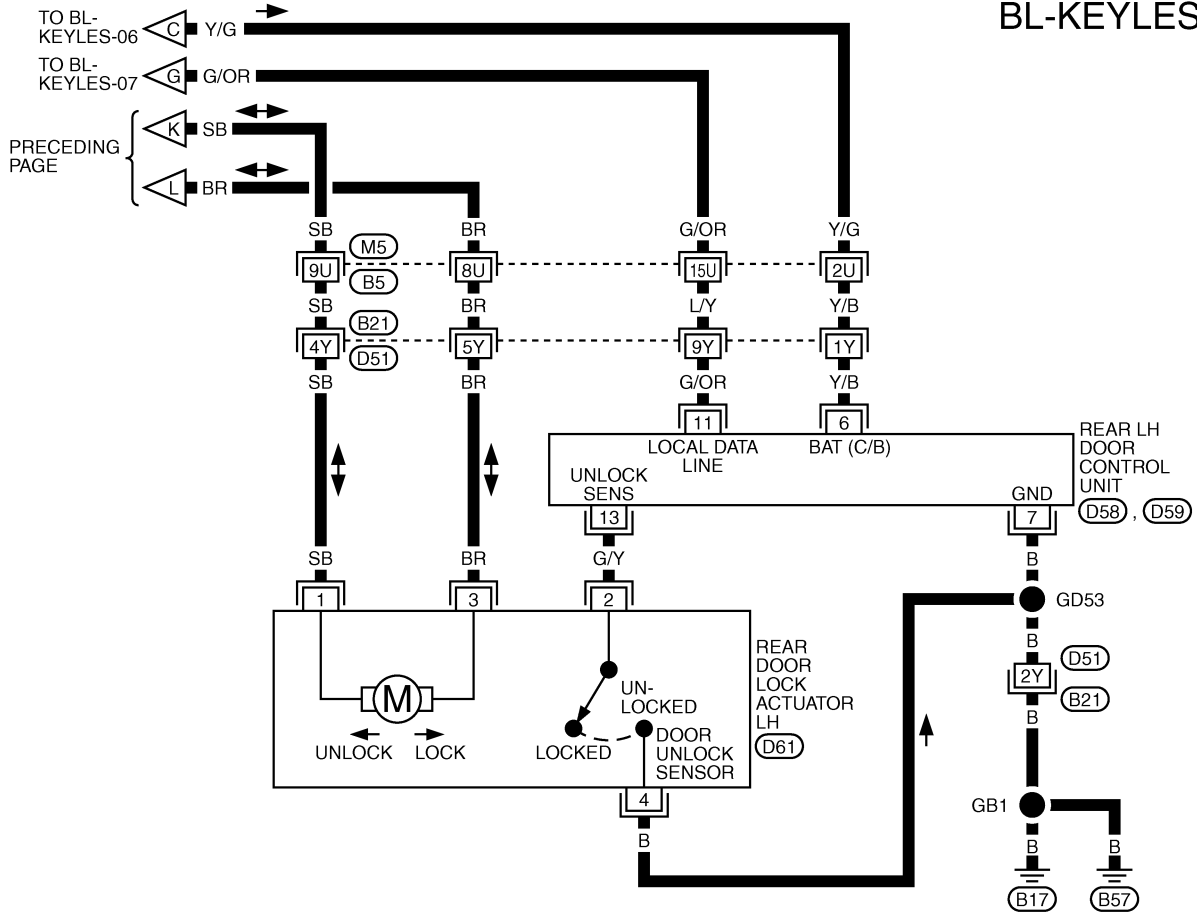 BL-KEYLES
TO BL-
KEYLES-06
C
Y/G
TO BL-
KEYLES-07
G
G/OR
PRECEDING
PAGE
K
SB
L
BR
SB
BR
G/OR
Y/G
M5
9U
8U
15U
2U
B5
SB
BR
L/Y
Y/B
B21
4Y
5Y
9Y
1Y
D51
SB
BR
G/OR
Y/B
11
6
LOCAL DATA
LINE
BAT (C/B)
UNLOCK
SENS
GND
REAR LH
DOOR
CONTROL
UNIT
D58 , D59
13
7
SB
BR
G/Y
B
1
3
2
GD53
B
D51
2Y
B21
B
M
UNLOCK
LOCK
UN-
LOCKED
LOCKED
DOOR
UNLOCK
SENSOR
REAR
DOOR
LOCK
ACTUATOR
LH
D61
4
B
GB1
B
B
B17
B57